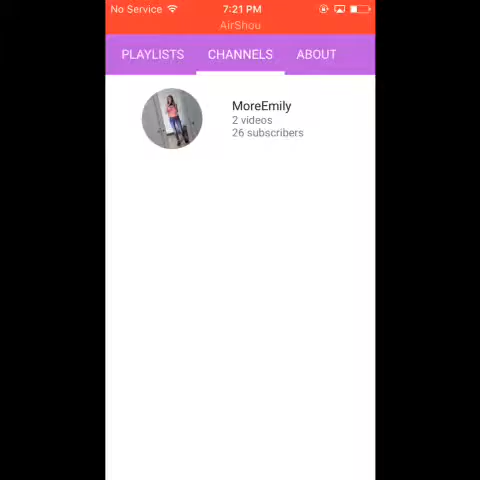 No Service 7:21 PM
AirShou
PLAYLISTS CHANNELS ABOUT
MoreEmily
2 videos
26 subscribers